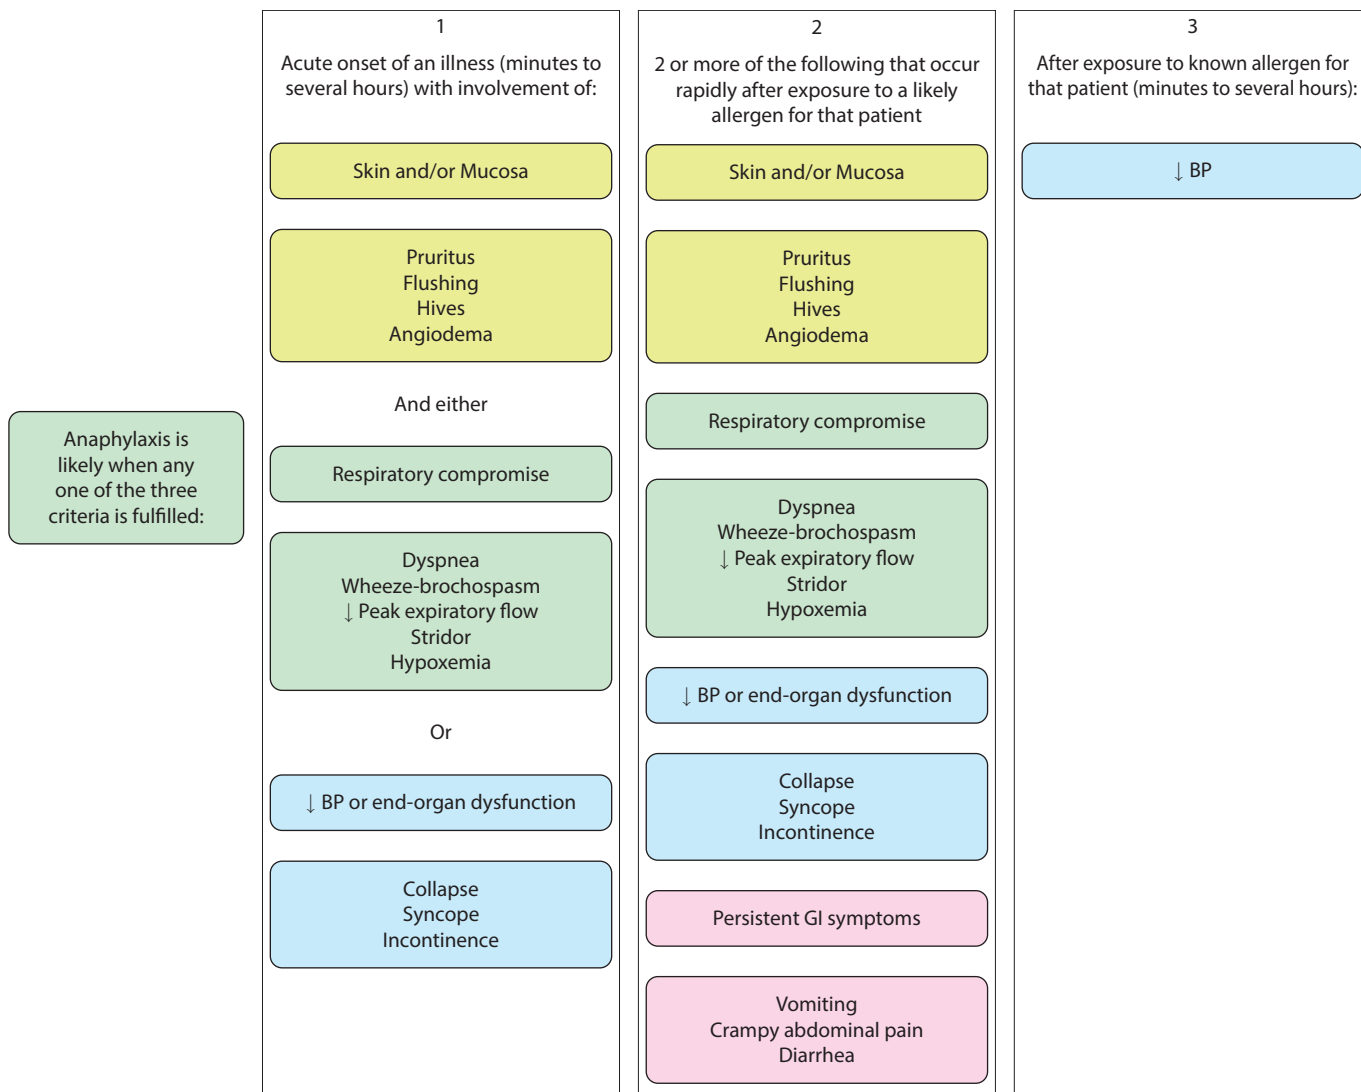 Anaphylaxis is
likely when any
one of the three
criteria is fulfilled:
1
Acute onset of an illness (minutes to
several hours) with involvement of:
Skin and/or Mucosa
Pruritus
Flushing
Hives
Angiodema
And either
Respiratory compromise
Dyspnea
Wheeze-brochospasm
↓ Peak expiratory flow
Stridor
Hypoxemia
Or
↓ BP or end-organ dysfunction
Collapse
Syncope
Incontinence
2
2 or more of the following that occur
rapidly after exposure to a likely
allergen for that patient
Skin and/or Mucosa
Pruritus
Flushing
Hives
Angiodema
Respiratory compromise
Dyspnea
Wheeze-brochospasm
↓ Peak expiratory flow
Stridor
Hypoxemia
↓ BP or end-organ dysfunction
Collapse
Syncope
Incontinence
Persistent GI symptoms
Vomiting
Crampy abdominal pain
Diarrhea
3
After exposure to known allergen for
that patient (minutes to several hours):
↓ BP